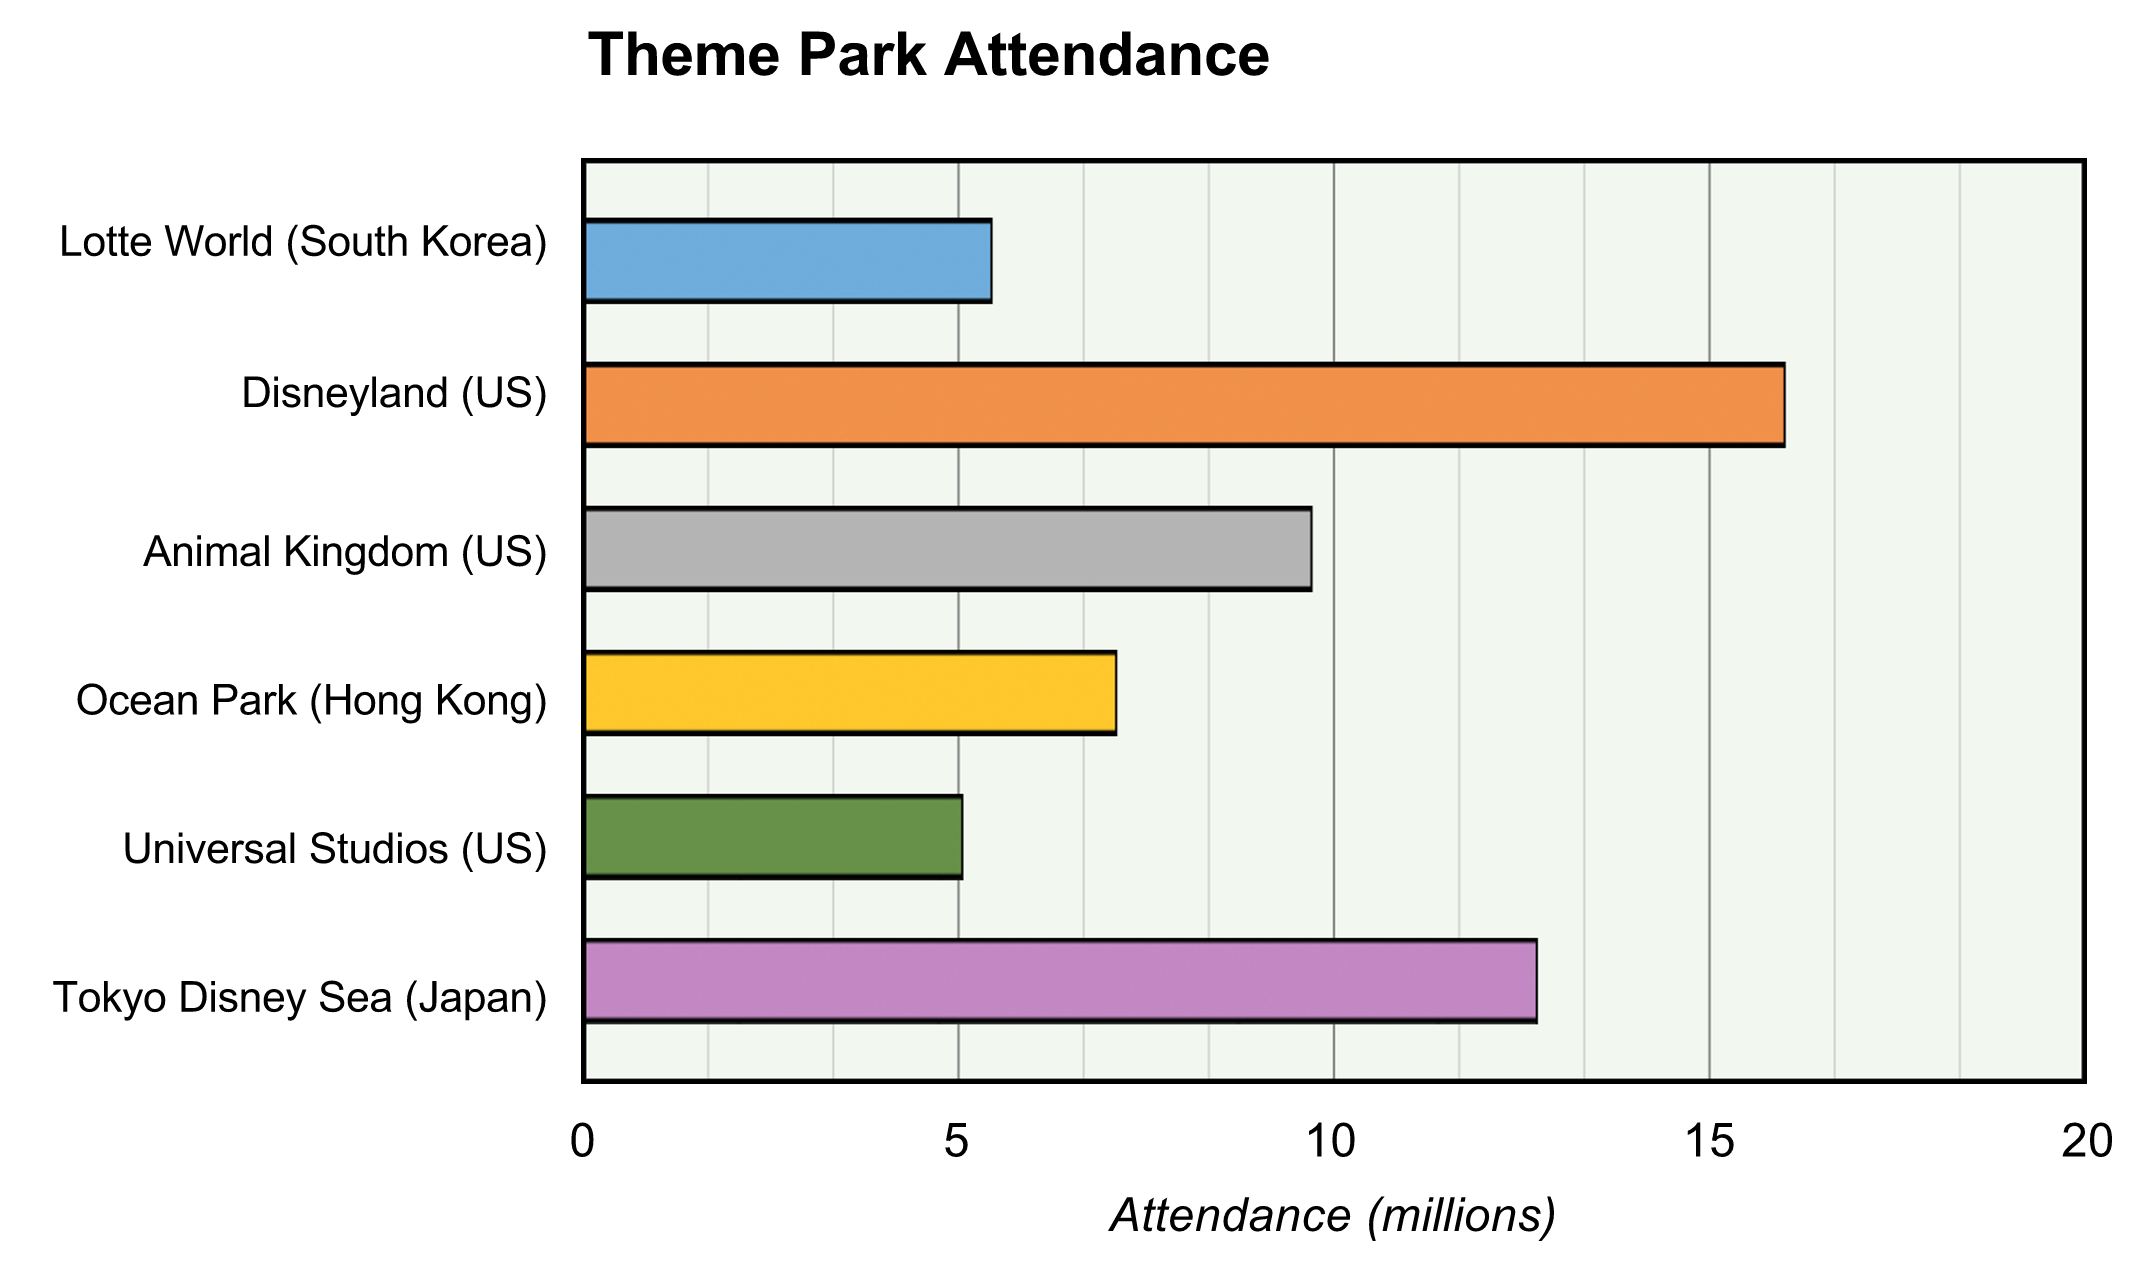 Theme Park Attendance
Lotte World (South Korea)
Disneyland (US)
Animal Kingdom (US)
Ocean Park (Hong Kong)
Universal Studios (US)
Tokyo Disney Sea (Japan)
0 5 10 15 20
Attendance (millions)